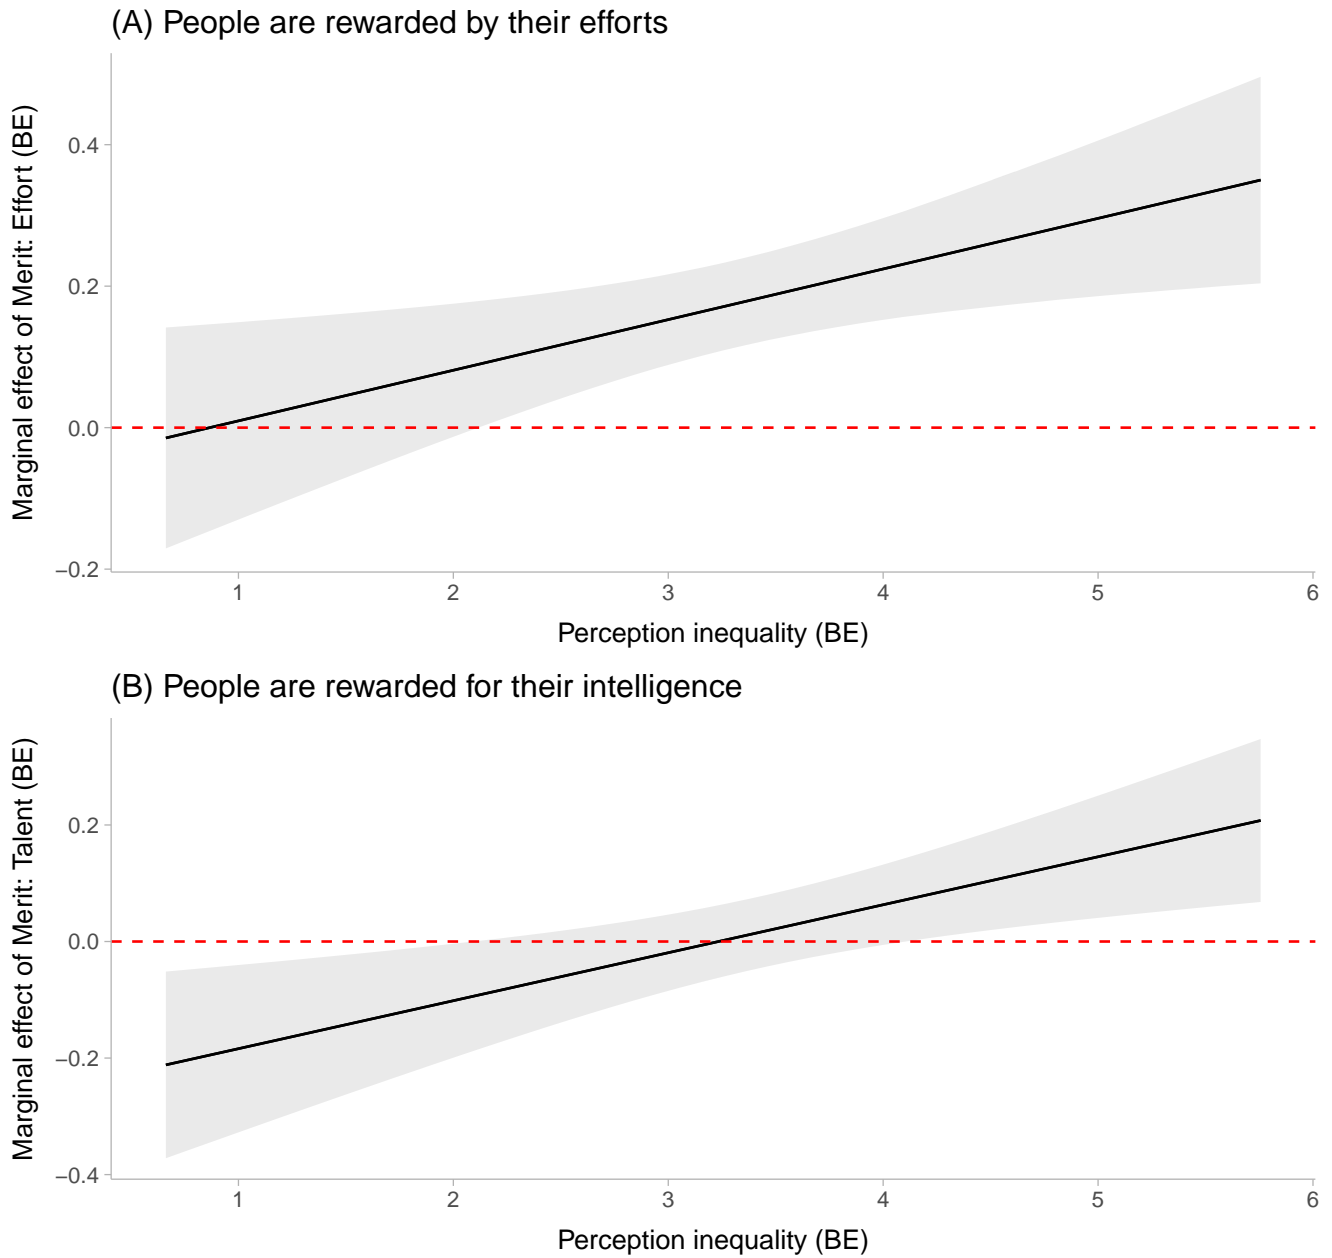 (A) People are rewarded by their efforts
Marginal effect of Merit: Effort (BE)
0.4
0.2
0.0
−0.2
1 2 3 4 5 6
Perception inequality (BE)
(B) People are rewarded for their intelligence
Marginal effect of Merit: Talent (BE)
0.2
0.0
−0.2
−0.4
1 2 3 4 5 6
Perception inequality (BE)